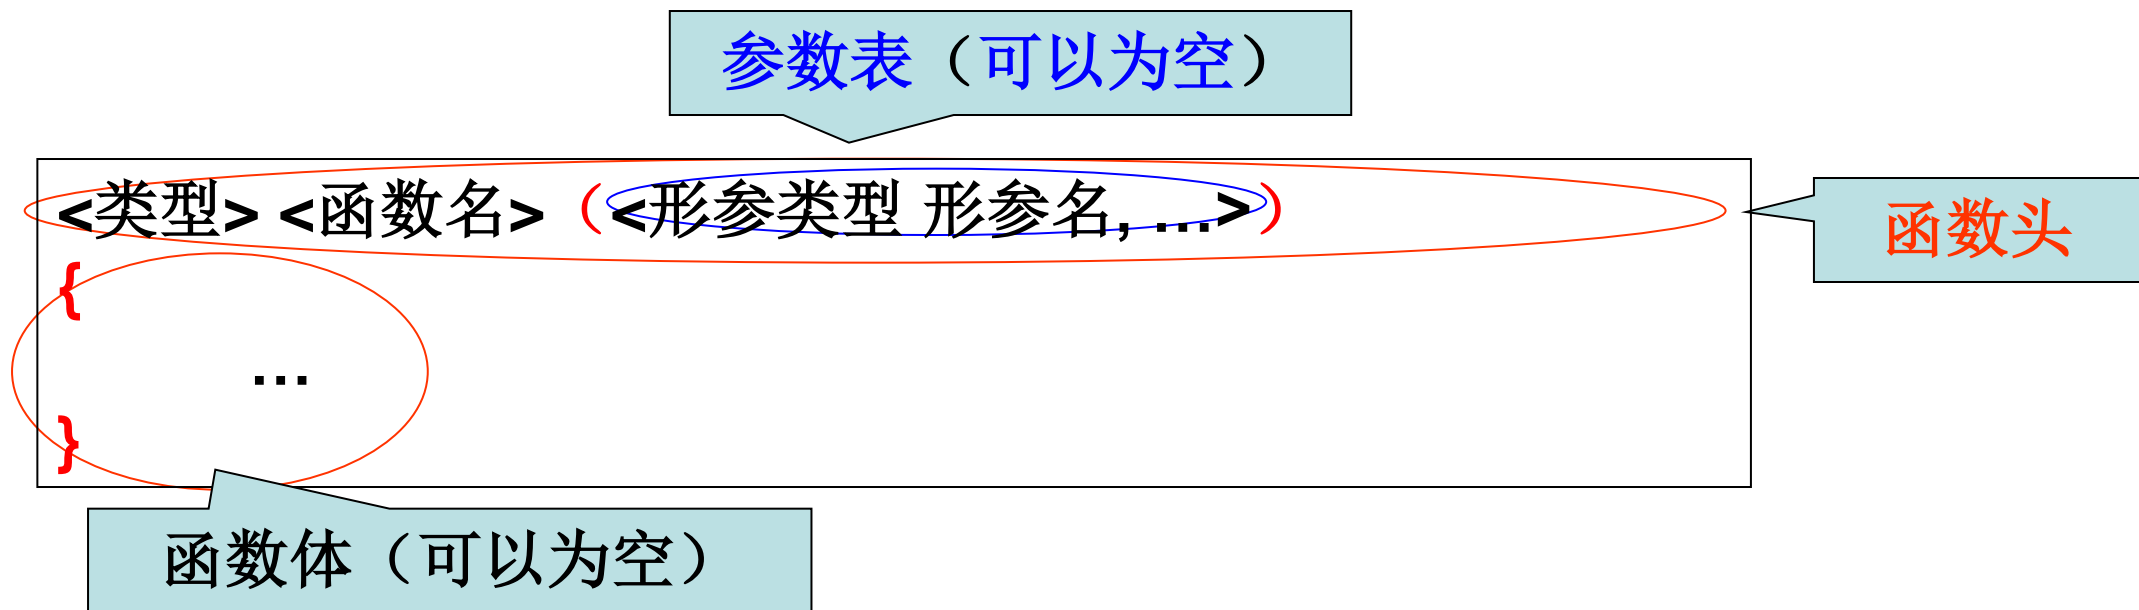 参数表（可以为空）
<类型> <函数名>（<形参类型 形参名, …>）
函数头
{
…
}
函数体（可以为空）